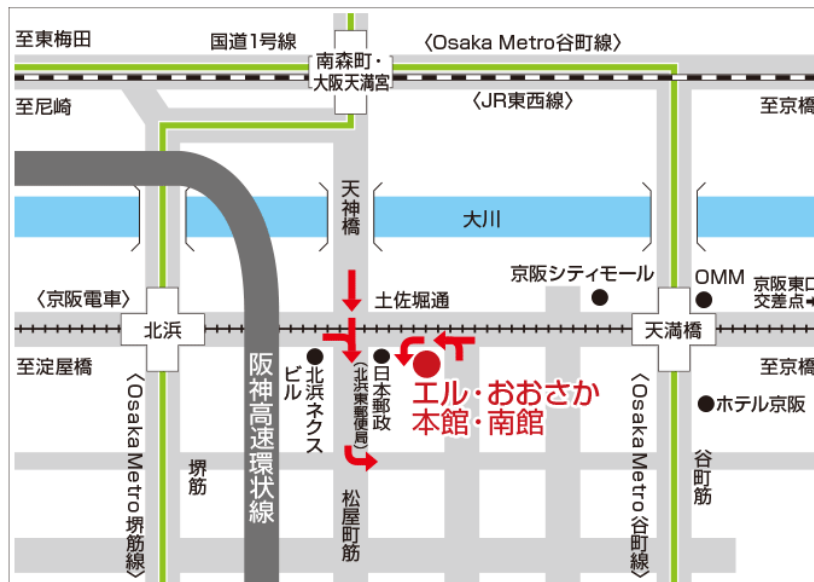 至東梅田
国道1号線
〈Osaka Metro谷町線〉
南森町・
大阪天満宮
至尼崎
〈JR東西線〉
至京橋
天神橋
大川
京阪シティモール
OMM
京阪東口
交差点
〈京阪電車〉
土佐堀通
北浜
天満橋
至淀屋橋
至京橋
阪神高速環状線
北浜ネクス
ビル
日本郵政
(北浜東郵便局)
エル・おおさか
本館・南館
ホテル京阪
〈Osaka Metro堺筋線〉
堺筋
松屋町筋
〈Osaka Metro谷町線〉
谷町筋